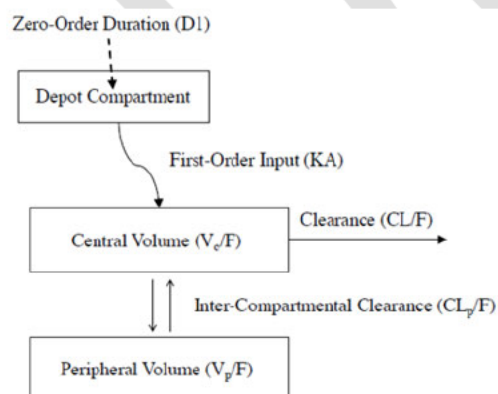 Zero-Order Duration (D1)
Depot Compartment
First-Order Input (KA)
Clearance (CL/F)
Central Volume (Vc/F)
Inter-Compartmental Clearance (CLp/F)
Peripheral Volume (Vp/F)